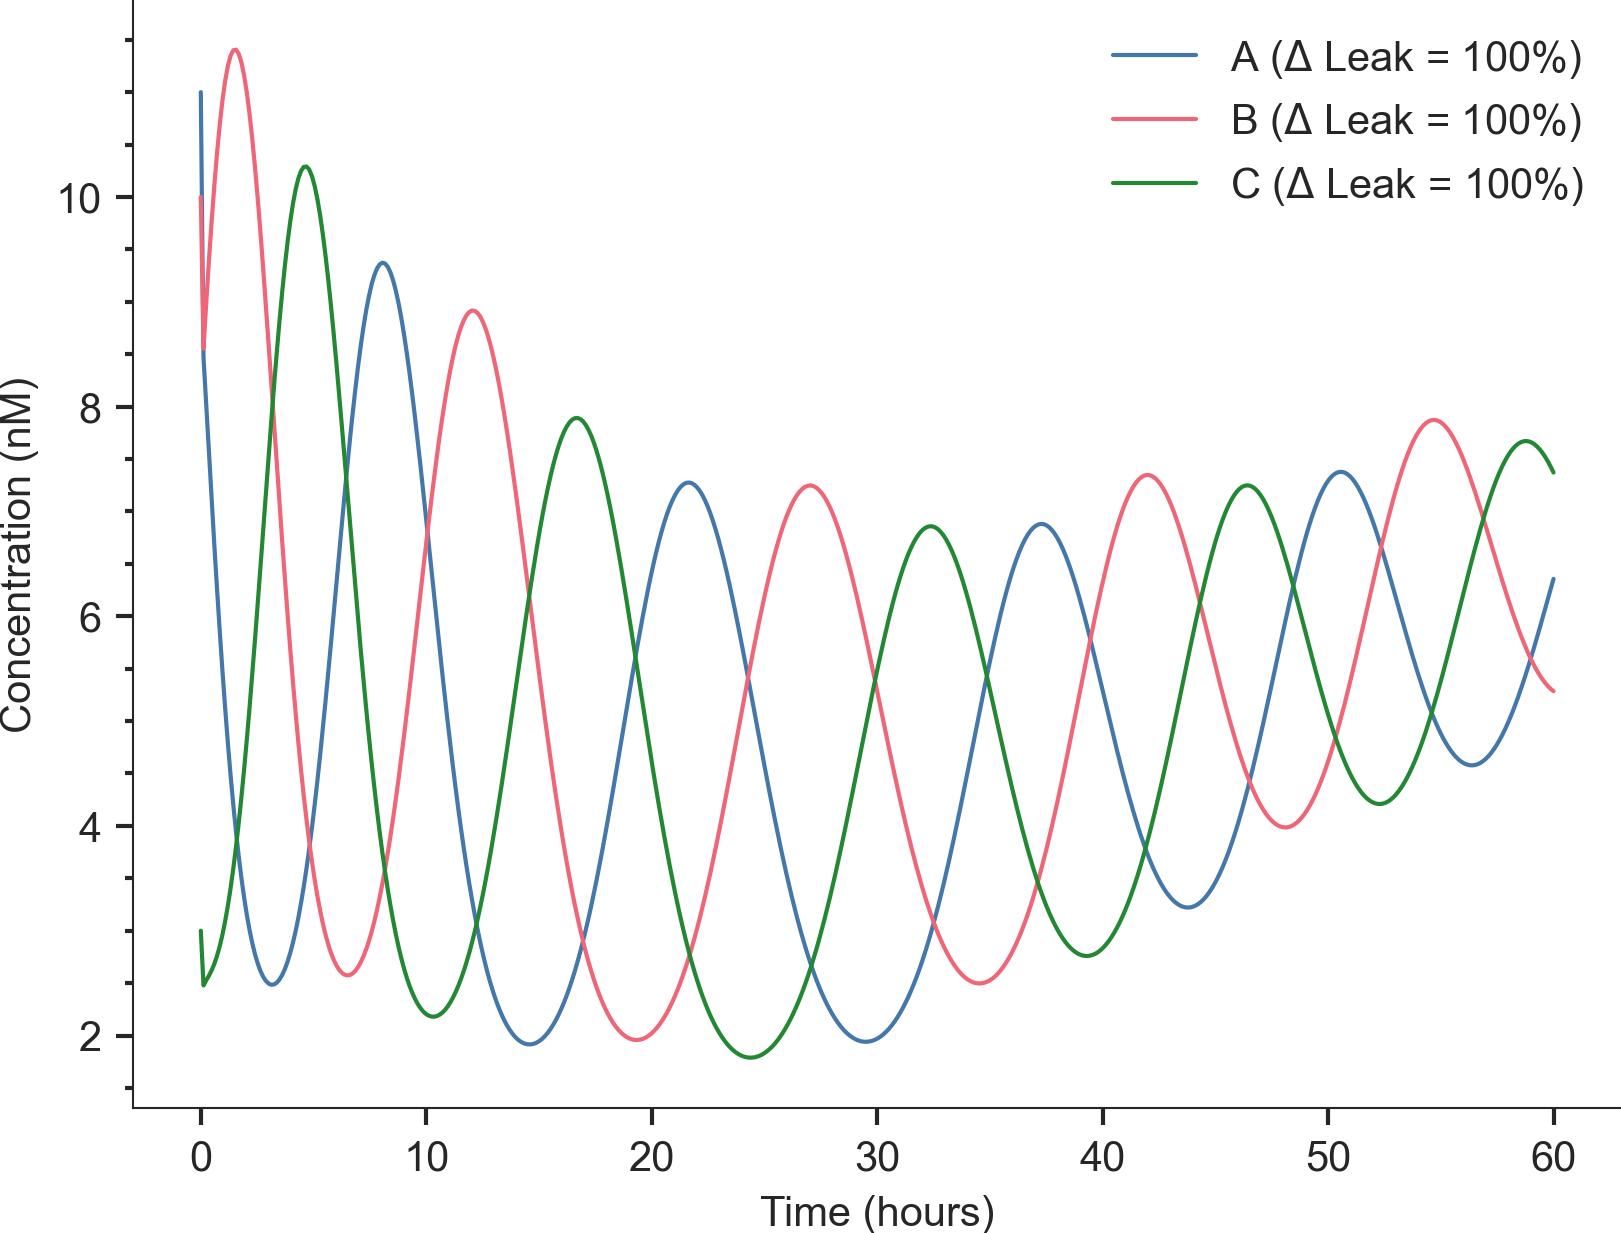 A (Δ Leak = 100%)
B (Δ Leak = 100%)
C (Δ Leak = 100%)
Concentration (nM)
10
8
6
4
2
0 10 20 30 40 50 60
Time (hours)